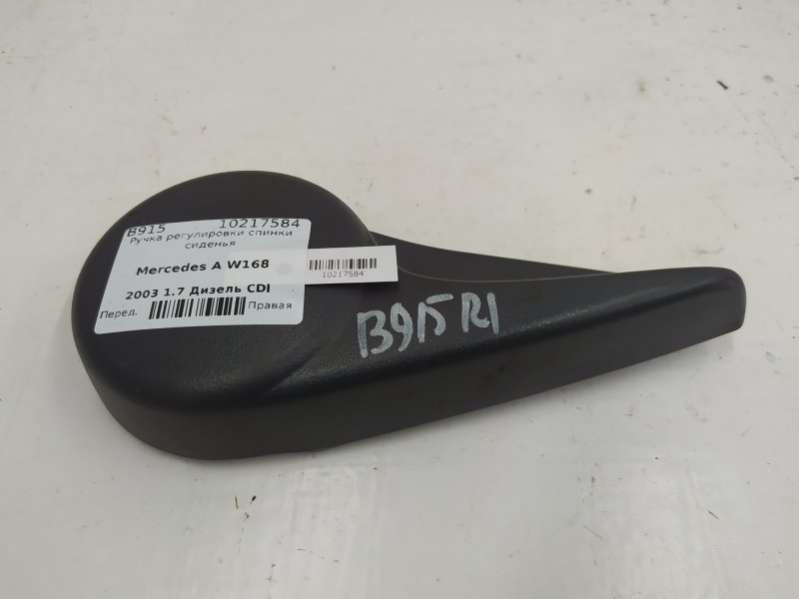 B915 10217584
Ручка регулировки спинки
сиденья
Mercedes A W168
2003 1.7 Дизель CDI
Перед. Правая
10217584
B915 R1